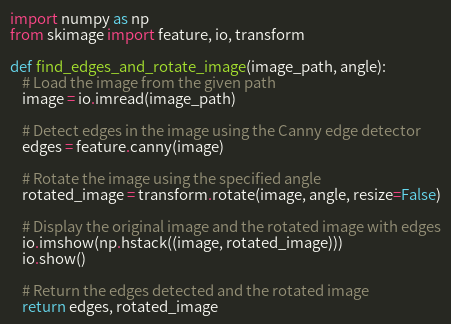 import numpy as np
from skimage import feature, io, transform

def find_edges_and_rotate_image(image_path, angle):
    # Load the image from the given path
    image = io.imread(image_path)

    # Detect edges in the image using the Canny edge detector
    edges = feature.canny(image)

    # Rotate the image using the specified angle
    rotated_image = transform.rotate(image, angle, resize=False)

    # Display the original image and the rotated image with edges
    io.imshow(np.hstack((image, rotated_image)))
    io.show()

    # Return the edges detected and the rotated image
    return edges, rotated_image